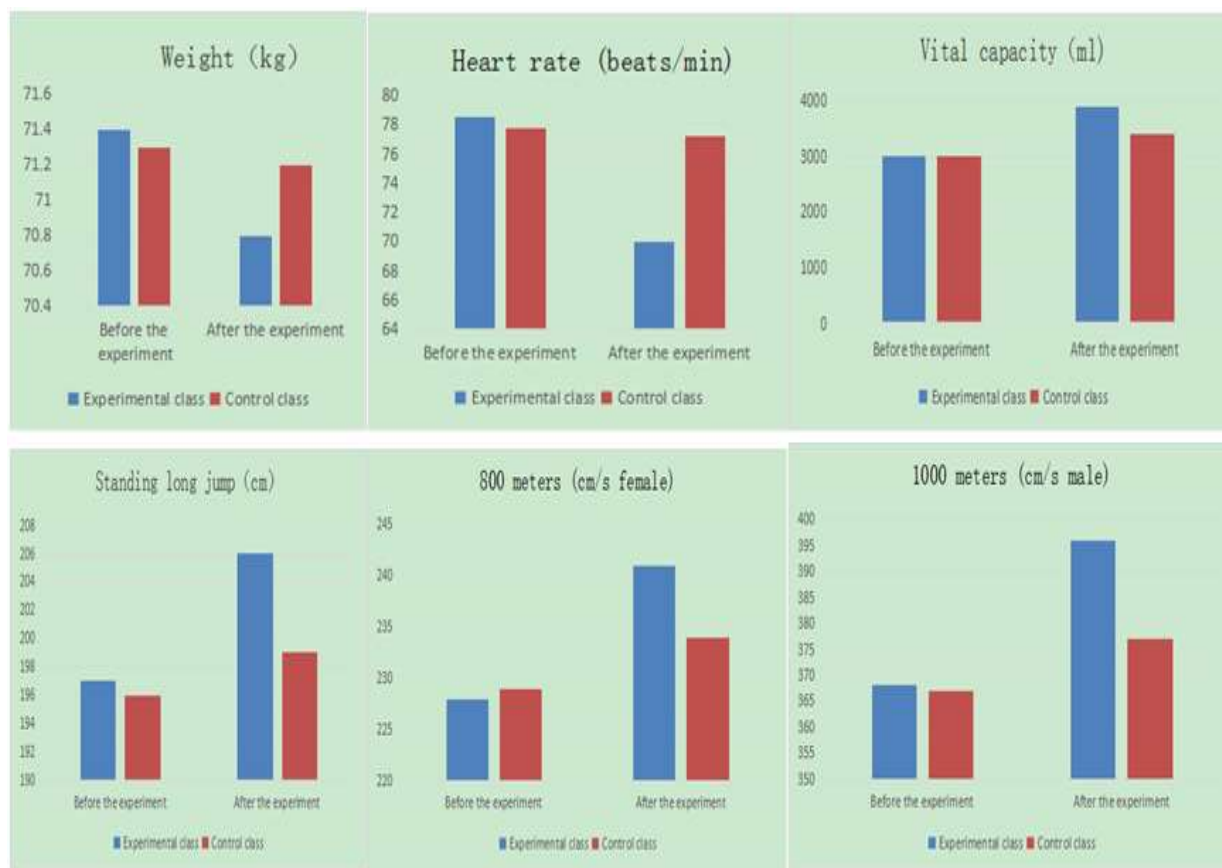 Weight (kg)
71.6
71.4
71.2
71
70.8
70.6
70.4
Before the
experiment
After the experiment
Experimental class Control class
Heart rate (beats/min)
80
78
76
74
72
70
68
66
64
Before the experiment After the experiment
Experimental class Control class
Vital capacity (ml)
4000
3000
2000
1000
0
Before the experiment After the experiment
Experimental class Control class
Standing long jump (cm)
208
206
204
202
200
198
196
194
192
190
Before the experiment After the experiment
Experimental class Control class
800 meters (cm/s female)
245
240
235
230
225
220
Before the experiment After the experiment
Experimental class Control class
1000 meters (cm/s male)
400
395
390
385
380
375
370
365
360
355
350
Before the experiment After the experiment
Experimental class Control class